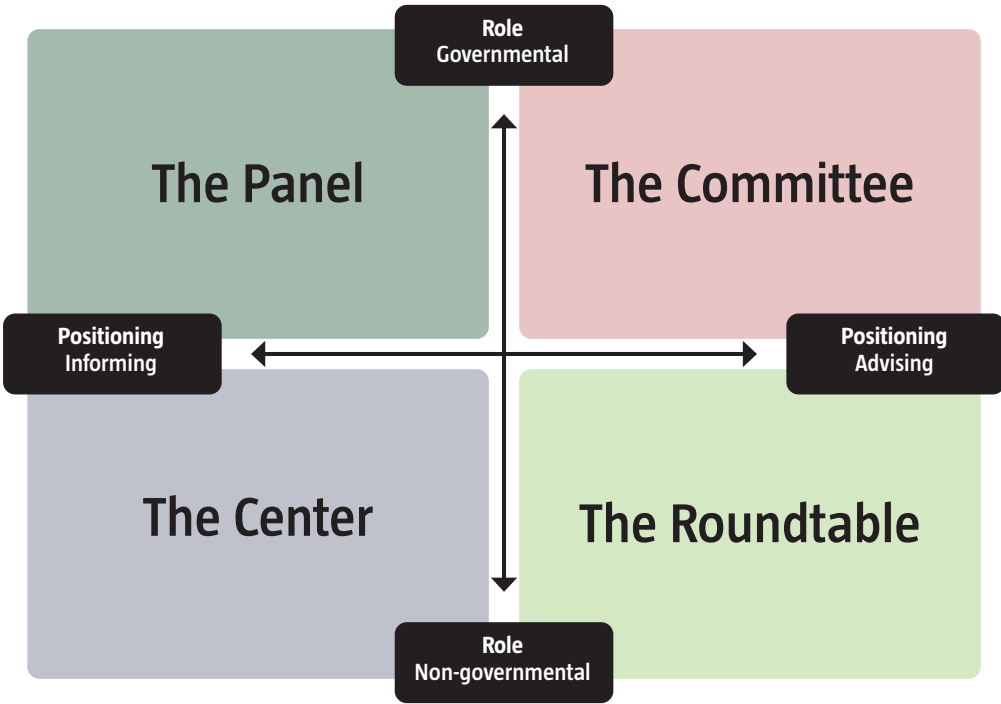 Role
Governmental
The Panel
The Committee
Positioning
Informing
Positioning
Advising
The Center
The Roundtable
Role
Non-governmental